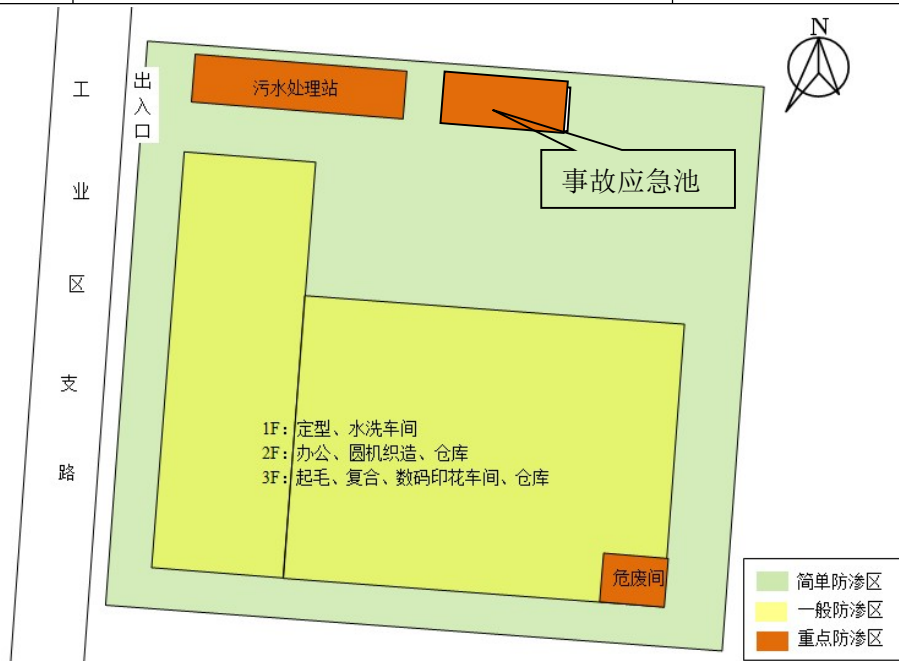 N
工业区支路
出入口
污水处理站
事故应急池
1F：定型、水洗车间
2F：办公、圆机织造、仓库
3F：起毛、复合、数码印花车间、仓库
危废间
简单防渗区
一般防渗区
重点防渗区